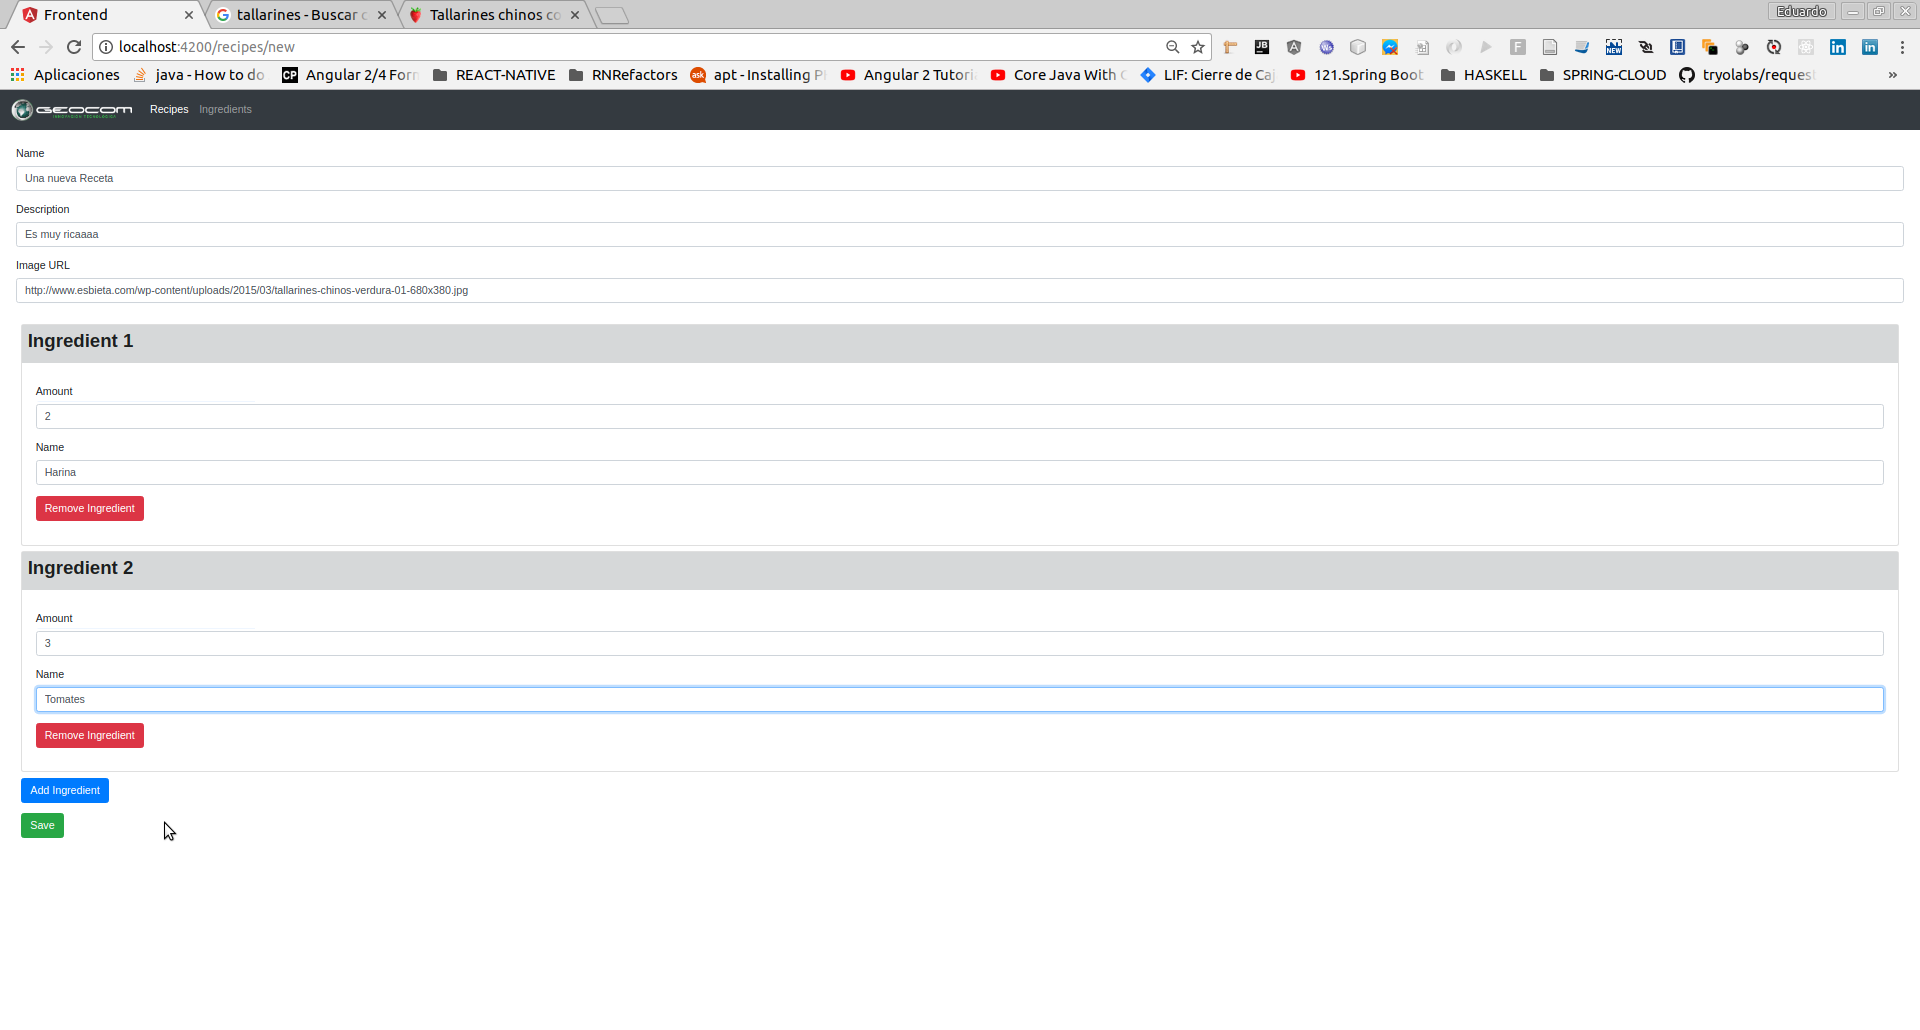 Frontend
tallarines - Buscar c
Tallarines chinos co
Eduardo
localhost:4200/recipes/new
Aplicaciones
java - How to do
Angular 2/4 Forn
REACT-NATIVE
RNRefactors
apt - Installing P
Angular 2 Tutori
Core Java With C
LIF: Cierre de Caj
121.Spring Boot
HASKELL
SPRING-CLOUD
tryolabs/reques
»
GEOCOM
Recipes
Ingredients
Name
Una nueva Receta
Description
Es muy ricaaaa
Image URL
http://www.esbieta.com/wp-content/uploads/2015/03/tallarines-chinos-verdura-01-680x380.jpg
Ingredient 1
Amount
2
Name
Harina
Remove Ingredient
Ingredient 2
Amount
3
Name
Tomates
Remove Ingredient
Add Ingredient
Save